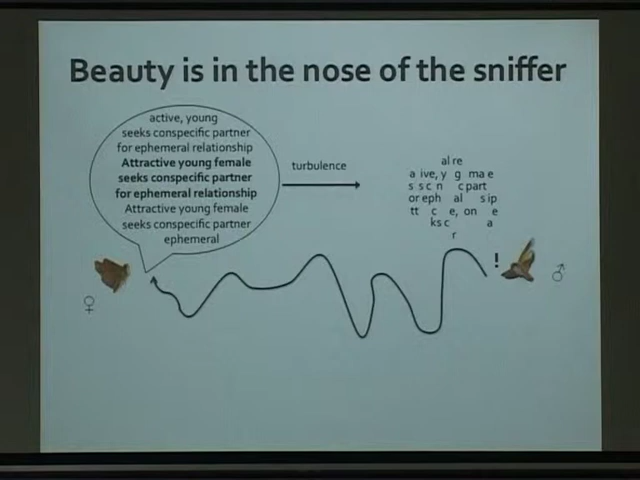 Beauty is in the nose of the sniffer
active, young
seeks conspecific partner
for ephemeral relationship
Attractive young female
seeks conspecific partner
for ephemeral relationship
Attractive young female
seeks conspecific partner
ephemeral
turbulence
al re
a ive, y g ma e
s s c n c part
or eph al s ip
tt c e, on e
ks c a
r
!
♀
♂